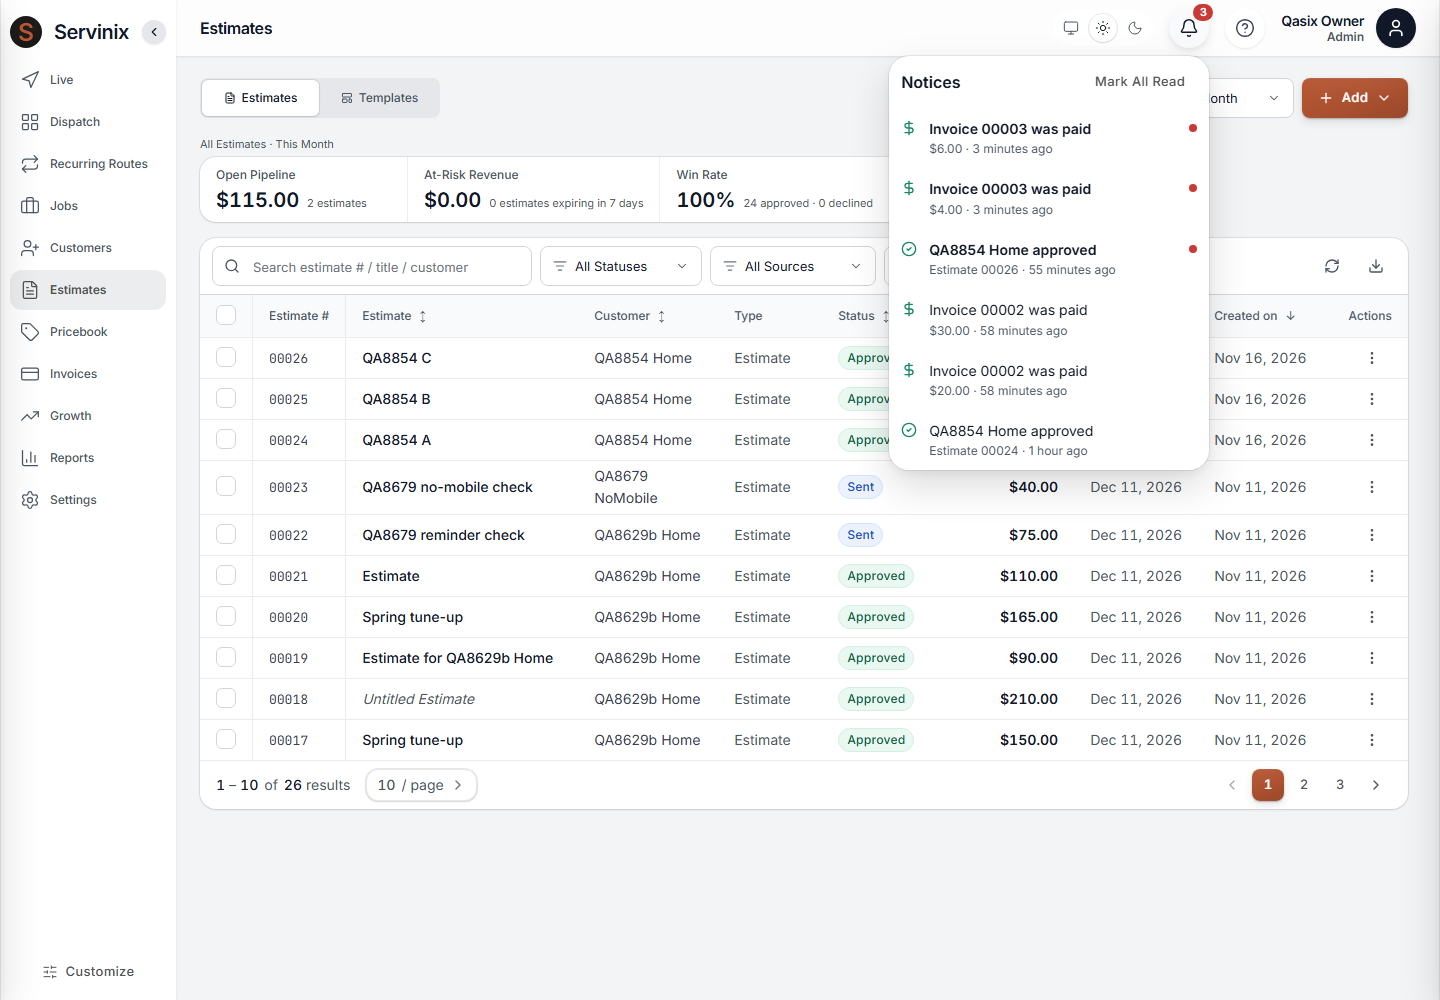 S Servinix
Live
Dispatch
Recurring Routes
Jobs
Customers
Estimates
Pricebook
Invoices
Growth
Reports
Settings
Customize
Estimates
3
Qasix Owner
Admin
Estimates
Templates
onth
Add
All Estimates · This Month
Open Pipeline
$115.00 2 estimates
At-Risk Revenue
$0.00 0 estimates expiring in 7 days
Win Rate
100% 24 approved · 0 declined
Notices
Mark All Read
Invoice 00003 was paid
$6.00 · 3 minutes ago
Invoice 00003 was paid
$4.00 · 3 minutes ago
QA8854 Home approved
Estimate 00026 · 55 minutes ago
Invoice 00002 was paid
$30.00 · 58 minutes ago
Invoice 00002 was paid
$20.00 · 58 minutes ago
QA8854 Home approved
Estimate 00024 · 1 hour ago
Search estimate # / title / customer
All Statuses
All Sources
Estimate # Estimate Customer Type Status Created on Actions
00026 QA8854 C QA8854 Home Estimate Approv Nov 16, 2026
00025 QA8854 B QA8854 Home Estimate Approv Nov 16, 2026
00024 QA8854 A QA8854 Home Estimate Approv Nov 16, 2026
00023 QA8679 no-mobile check QA8679 NoMobile Estimate Sent $40.00 Dec 11, 2026 Nov 11, 2026
00022 QA8679 reminder check QA8629b Home Estimate Sent $75.00 Dec 11, 2026 Nov 11, 2026
00021 Estimate QA8629b Home Estimate Approved $110.00 Dec 11, 2026 Nov 11, 2026
00020 Spring tune-up QA8629b Home Estimate Approved $165.00 Dec 11, 2026 Nov 11, 2026
00019 Estimate for QA8629b Home QA8629b Home Estimate Approved $90.00 Dec 11, 2026 Nov 11, 2026
00018 Untitled Estimate QA8629b Home Estimate Approved $210.00 Dec 11, 2026 Nov 11, 2026
00017 Spring tune-up QA8629b Home Estimate Approved $150.00 Dec 11, 2026 Nov 11, 2026
1 – 10 of 26 results
10 / page
1 2 3